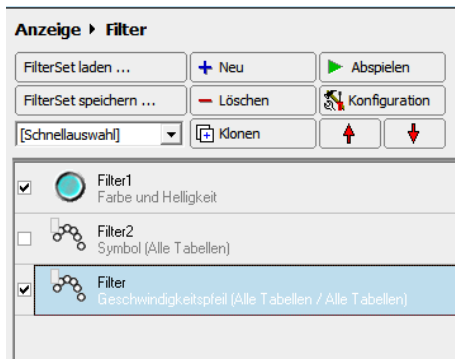 Anzeige Filter
FilterSet laden ...
Neu
Abspielen
FilterSet speichern ...
Löschen
Konfiguration
[Schnellauswahl]
Klonen
Filter1
Farbe und Helligkeit
Filter2
Symbol (Alle Tabellen)
Filter
Geschwindigkeitspfeil (Alle Tabellen / Alle Tabellen)